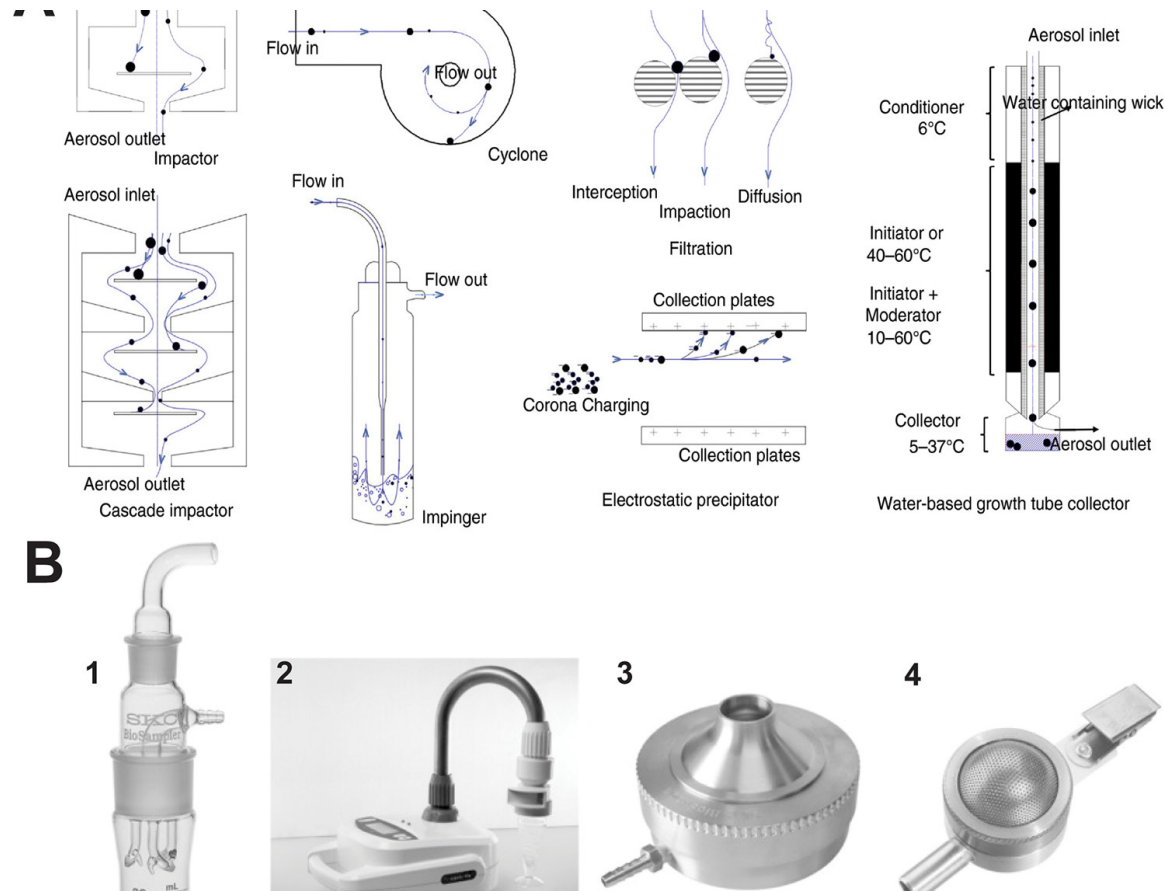 Flow in
Flow out
Aerosol outlet
Impactor
Cyclone
Interception
Impaction
Diffusion
Filtration
Aerosol inlet
Conditioner
6°C
Water containing wick
Initiator or
40–60°C
Initiator +
Moderator
10–60°C
Collector
5–37°C
Aerosol outlet
Water-based growth tube collector
Aerosol inlet
Aerosol outlet
Cascade impactor
Flow in
Flow out
Impinger
Collection plates
+ + + + + +
Corona Charging
+ + + + + +
Collection plates
Electrostatic precipitator
B
1
SKC
BioSampler
mL
2
3
4